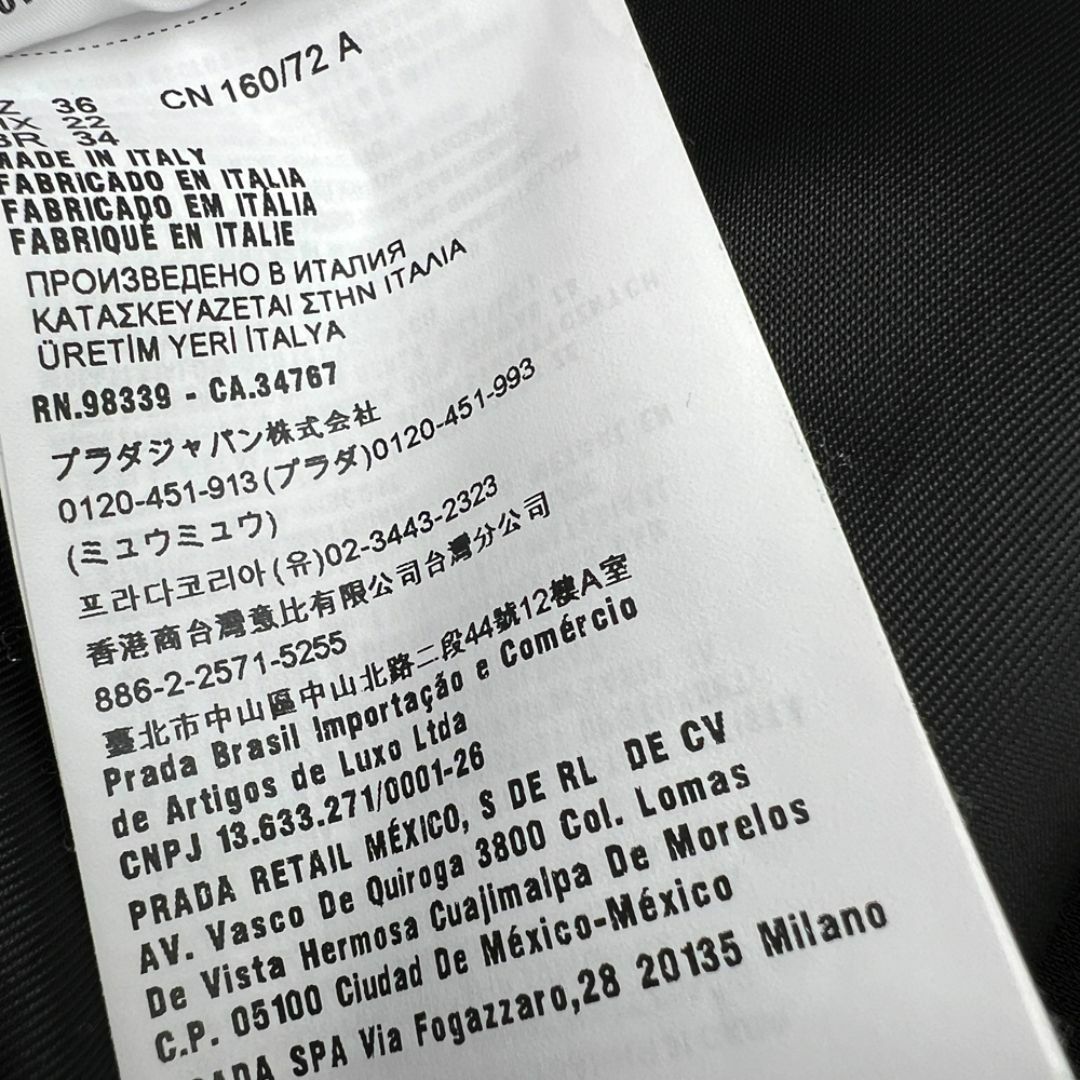 Z 36 CN 160/72 A
MX 22
BR 34
MADE IN ITALY
FABRICADO EN ITALIA
FABRICADO EM ITÁLIA
FABRIQUÉ EN ITALIE
ПРОИЗВЕДЕНО В ИТАЛИЯ
ΚΑΤΑΣΚΕΥΑΖΕΤΑΙ ΣΤΗΝ ΙΤΑΛΙΑ
ÜRETİM YERİ İTALYA
RN.98339 - CA.34767
プラダジャパン株式会社
0120-451-913(プラダ)0120-451-993
(ミュウミュウ)
프라다코리아(유)02-3443-2323
香港商台灣意比有限公司台灣分公司
886-2-2571-5255
臺北市中山區中山北路二段44號12樓A室
Prada Brasil Importação e Comércio
de Artigos de Luxo Ltda
CNPJ 13.633.271/0001-26
PRADA RETAIL MÉXICO, S DE RL DE CV
AV. Vasco De Quiroga 3800 Col. Lomas
De Vista Hermosa Cuajimalpa De Morelos
C.P. 05100 Ciudad De México-México
PRADA SPA Via Fogazzaro,28 20135 Milano